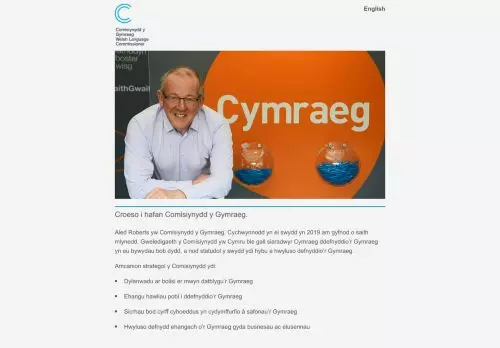 English
Comisiynydd y
Gymraeg
Welsh Language
Commissioner
Cymraeg
Croeso i hafan Comisiynydd y Gymraeg.
Aled Roberts yw Comisiynydd y Gymraeg. Cychwynnodd yn ei swydd yn 2019 am gyfnod o saith
mlynedd. Gweledigaeth y Comisiynydd yw Cymru ble gall siaradwyr Cymraeg ddefnyddio'r Gymraeg
yn eu bywydau bob dydd, a nod statudol y swydd ydi hybu a hwyluso defnyddio'r Gymraeg.
Amcanion strategol y Comisiynydd ydi:
• Dylanwadu ar bolisi er mwyn datblygu'r Gymraeg
• Ehangu hawliau pobl i ddefnyddio'r Gymraeg
• Sicrhau bod cyrff cyhoeddus yn cydymffurfio â safonau'r Gymraeg
• Hwyluso defnydd ehangach o'r Gymraeg gyda busnesau ac elusennau